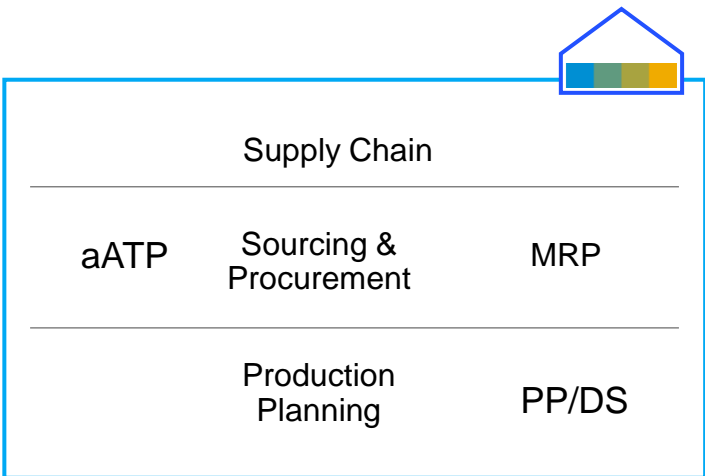 Supply Chain
aATP
Sourcing &
Procurement
MRP
Production
Planning
PP/DS